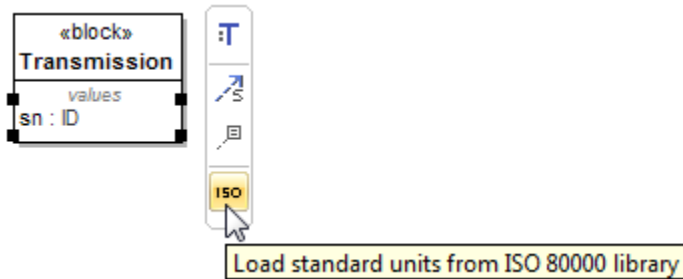 «block»
Transmission
values
sn : ID
:T
S
ISO
Load standard units from ISO 80000 library